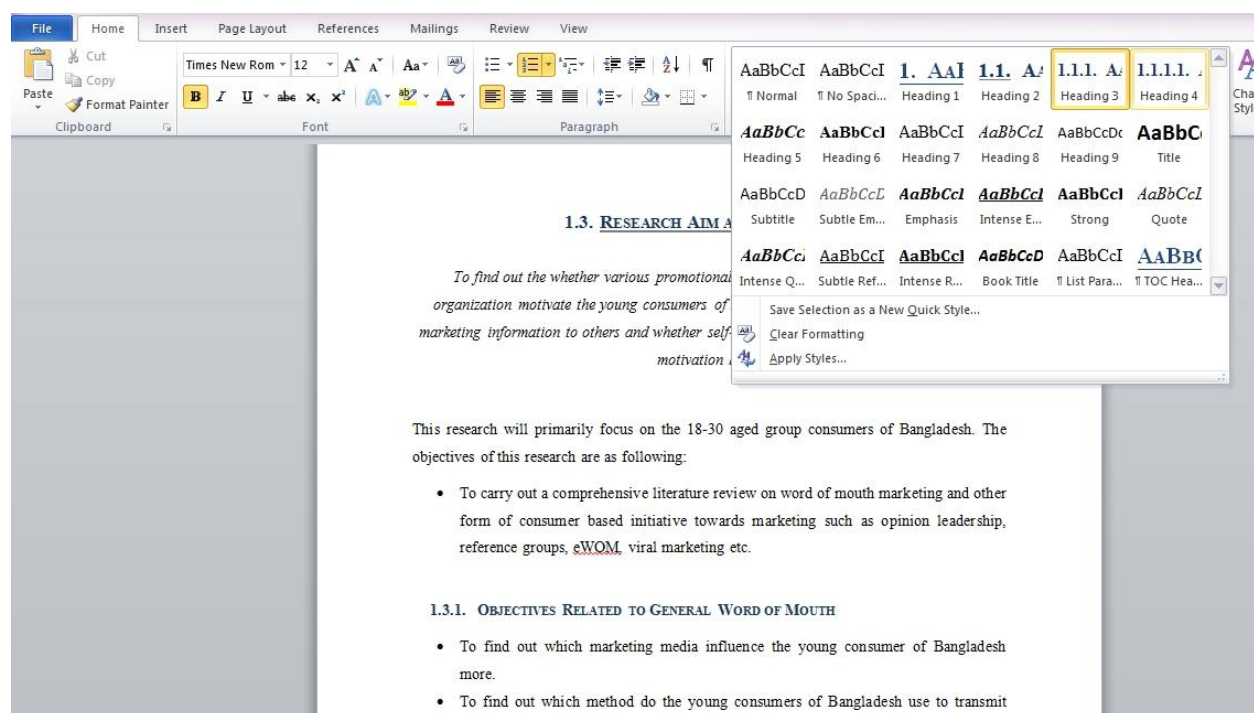 File Home Insert Page Layout References Mailings Review View
Cut
Copy
Format Painter
Paste
Clipboard
Times New Rom 12
Font
Paragraph
AaBbCcI AaBbCcI 1. AAI 1.1. A 1.1.1. A 1.1.1.1.
¶ Normal ¶ No Spaci... Heading 1 Heading 2 Heading 3 Heading 4
AaBbCc AaBbCcI AaBbCcI AaBbCcI AaBbCcDc AaBbC
Heading 5 Heading 6 Heading 7 Heading 8 Heading 9 Title
AaBbCcD AaBbCcD AaBbCcI AaBbCcI AaBbCcI AaBbCcI
Subtitle Subtle Em... Emphasis Intense E... Strong Quote
AaBbCc AaBbCcI AaBbCcI AaBbCcD AaBbCcI AABB
Intense Q... Subtle Ref... Intense R... Book Title ¶ List Para... ¶ TOC Hea...
Save Selection as a New Quick Style...
Clear Formatting
Apply Styles...
Cha
Styl
1.3. RESEARCH AIM A
To find out the whether various promotional
organization motivate the young consumers of
marketing information to others and whether self-
motivation
This research will primarily focus on the 18-30 aged group consumers of Bangladesh. The
objectives of this research are as following:
• To carry out a comprehensive literature review on word of mouth marketing and other
form of consumer based initiative towards marketing such as opinion leadership,
reference groups, eWOM, viral marketing etc.
1.3.1. OBJECTIVES RELATED TO GENERAL WORD OF MOUTH
• To find out which marketing media influence the young consumer of Bangladesh
more.
• To find out which method do the young consumers of Bangladesh use to transmit